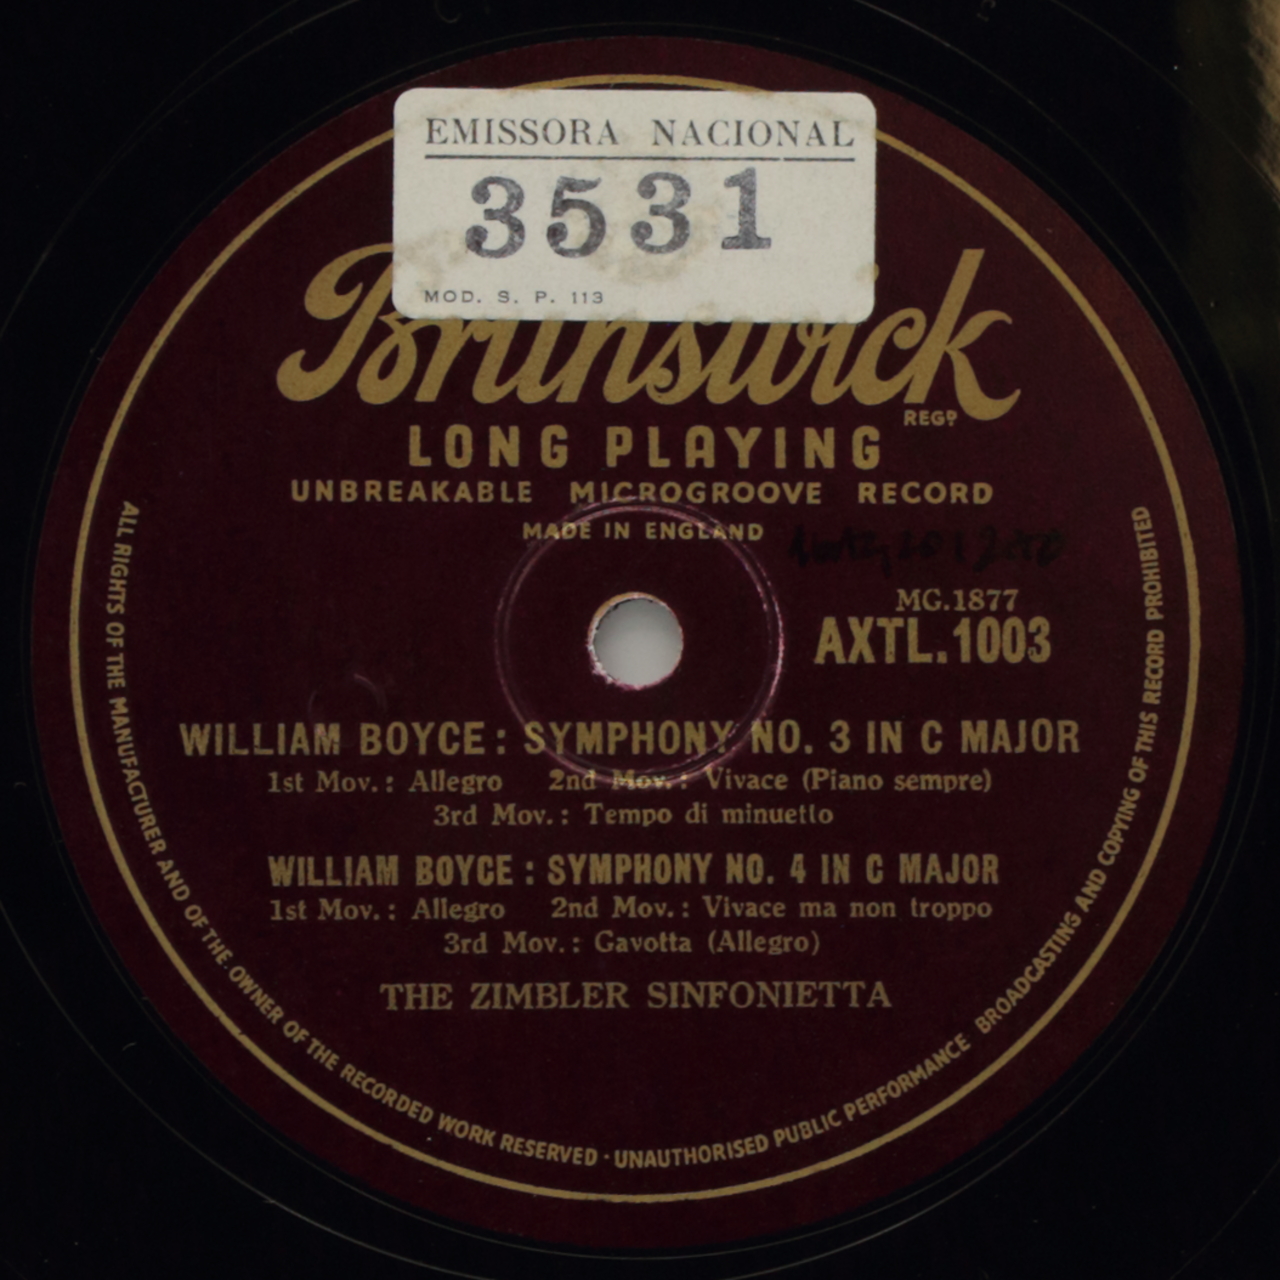 EMISSORA NACIONAL
3531
MOD. S. P. 113
Brunswick
REGD
LONG PLAYING
UNBREAKABLE MICROGROOVE RECORD
MADE IN ENGLAND
MG.1877
AXTL.1003
WILLIAM BOYCE: SYMPHONY NO. 3 IN C MAJOR
1st Mov.: Allegro 2nd Mov.: Vivace (Piano sempre)
3rd Mov.: Tempo di minuetto
WILLIAM BOYCE: SYMPHONY NO. 4 IN C MAJOR
1st Mov.: Allegro 2nd Mov.: Vivace ma non troppo
3rd Mov.: Gavotta (Allegro)
THE ZIMBLER SINFONIETTA
ALL RIGHTS OF THE MANUFACTURER AND OF THE OWNER OF THE RECORDED WORK RESERVED · UNAUTHORISED PUBLIC PERFORMANCE BROADCASTING AND COPYING OF THIS RECORD PROHIBITED